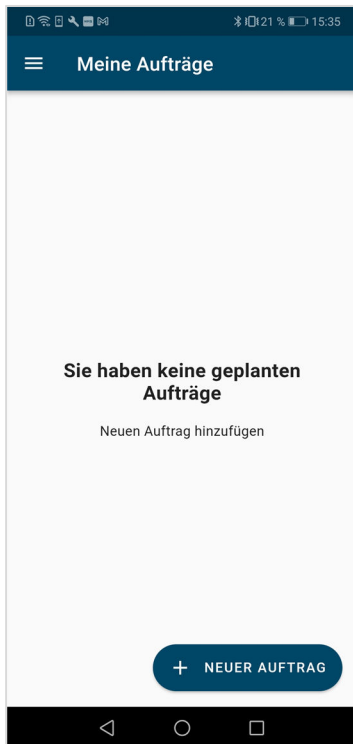 21 % 15:35
Meine Aufträge
Sie haben keine geplanten
Aufträge
Neuen Auftrag hinzufügen
+ NEUER AUFTRAG